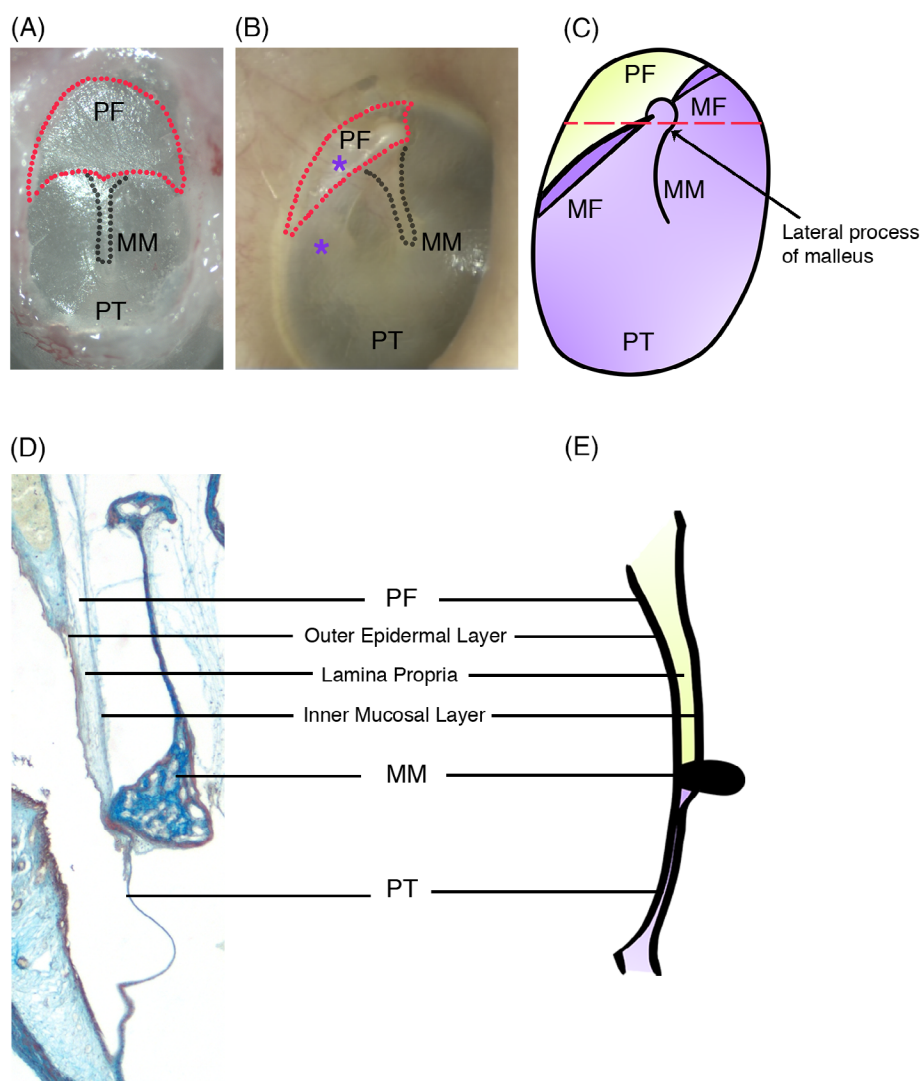 (A)
(B)
(C)
PF
MM
PT
PF
*
*
MM
PT
PF
MF
MF
MM
PT
Lateral process
of malleus
(D)
(E)
PF
Outer Epidermal Layer
Lamina Propria
Inner Mucosal Layer
MM
PT